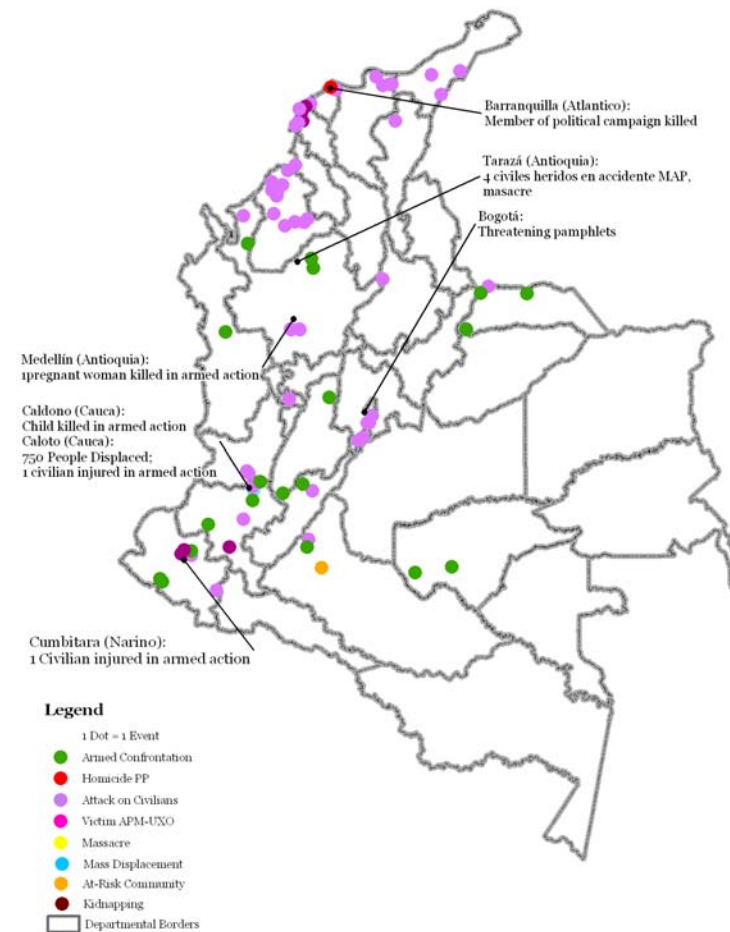 Barranquilla (Atlantico):
Member of political campaign killed
Tarazá (Antioquia):
4 civiles heridos en accidente MAP,
masacre
Bogotá:
Threatening pamphlets
Medellín (Antioquia):
1pregnant woman killed in armed action
Caldono (Cauca):
Child killed in armed action
Caloto (Cauca):
750 People Displaced;
1 civilian injured in armed action
Cumbitara (Narino):
1 Civilian injured in armed action
Legend
1 Dot = 1 Event
Armed Confrontation
Homicide PP
Attack on Civilians
Victim APM-UXO
Massacre
Mass Displacement
At-Risk Community
Kidnapping
Departmental Borders